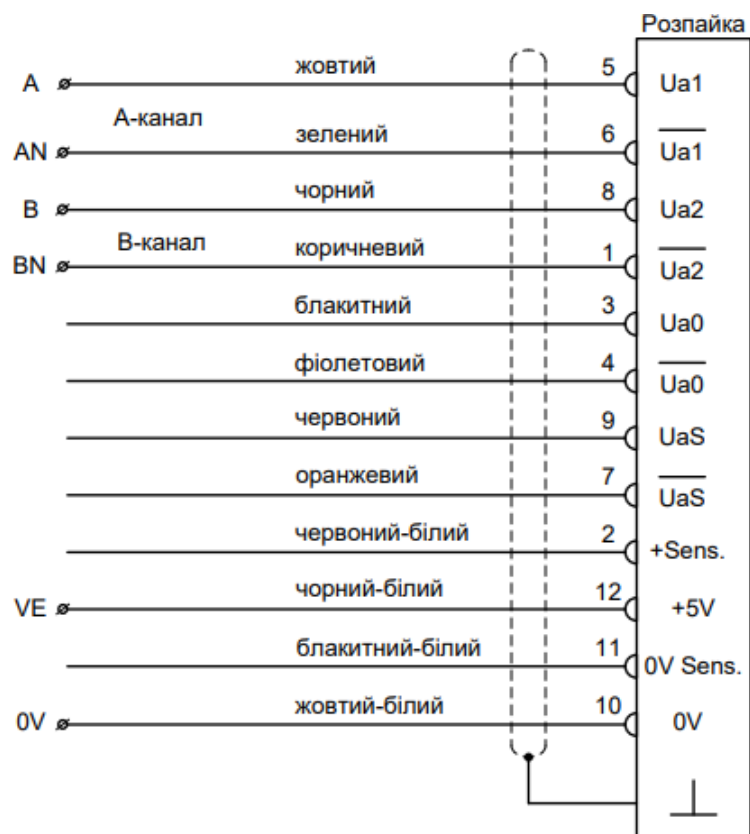 Розпайка
A жовтий 5 Ua1
А-канал
AN зелений 6 Ua1
B чорний 8 Ua2
В-канал
BN коричневий 1 Ua2
блакитний 3 Ua0
фіолетовий 4 Ua0
червоний 9 UaS
оранжевий 7 UaS
червоний-білий 2 +Sens.
VE чорний-білий 12 +5V
блакитний-білий 11 0V Sens.
0V жовтий-білий 10 0V